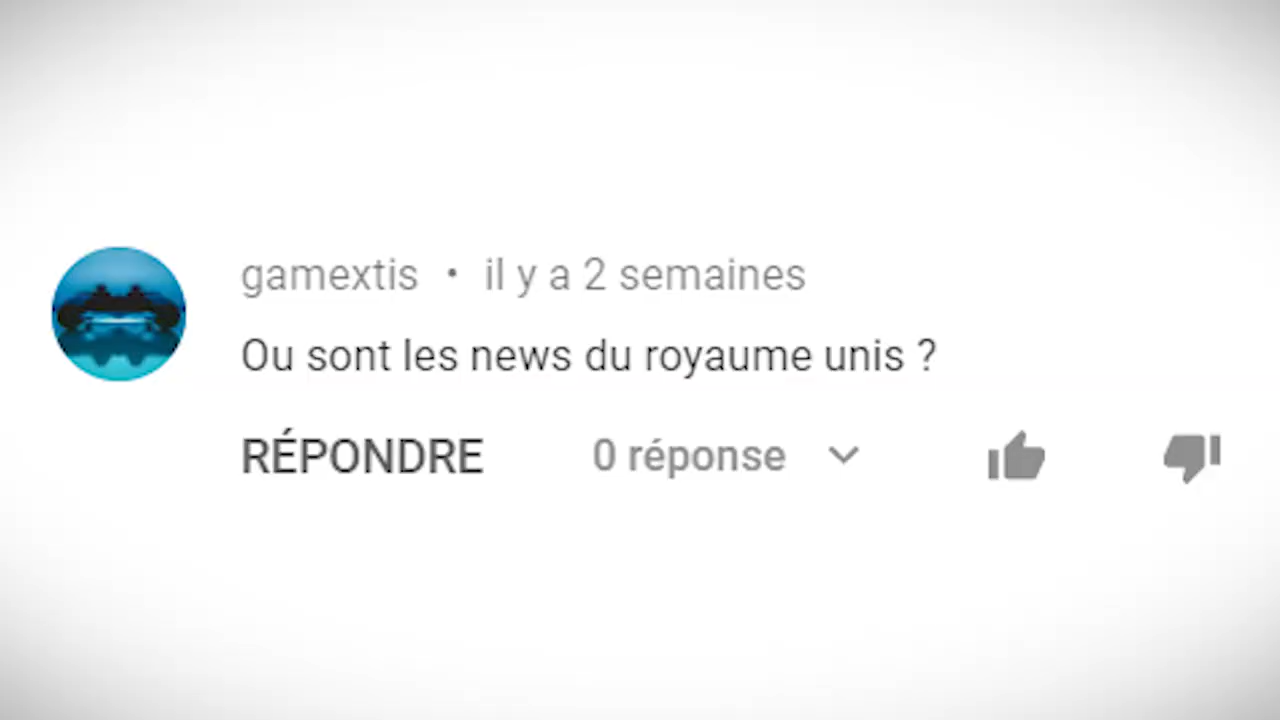 gamextis • il y a 2 semaines
Ou sont les news du royaume unis ?
RÉPONDRE 0 réponse